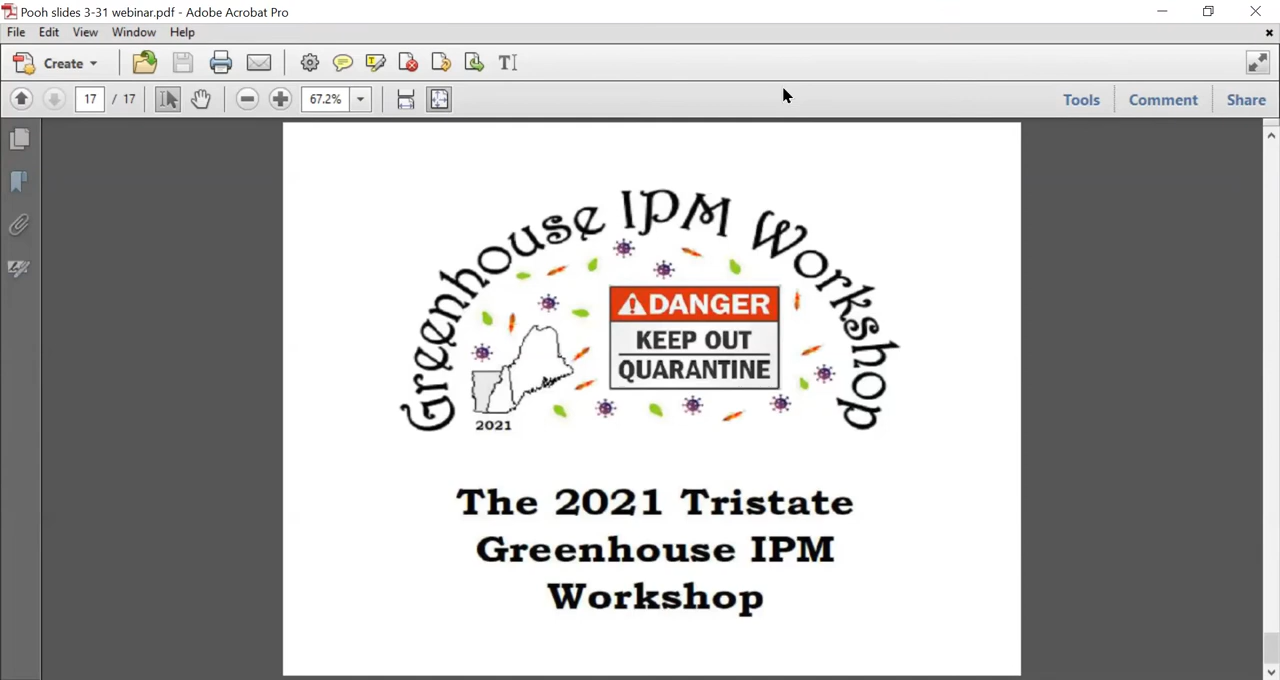 Pooh slides 3-31 webinar.pdf - Adobe Acrobat Pro
File Edit View Window Help
Create
17 / 17 67.2% Tools Comment Share
Greenhouse IPM Workshop
DANGER
KEEP OUT
QUARANTINE
2021
The 2021 Tristate
Greenhouse IPM
Workshop